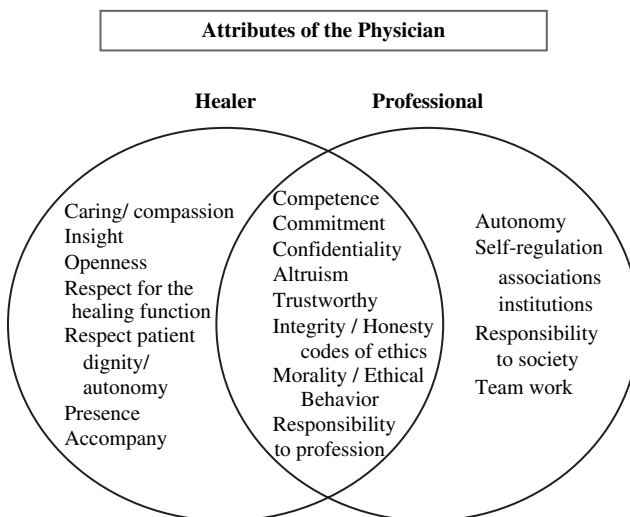 Attributes of the Physician
Healer
Professional
Caring/ compassion
Insight
Openness
Respect for the
healing function
Respect patient
dignity/
autonomy
Presence
Accompany
Competence
Commitment
Confidentiality
Altruism
Trustworthy
Integrity / Honesty
codes of ethics
Morality / Ethical
Behavior
Responsibility
to profession
Autonomy
Self-regulation
associations
institutions
Responsibility
to society
Team work